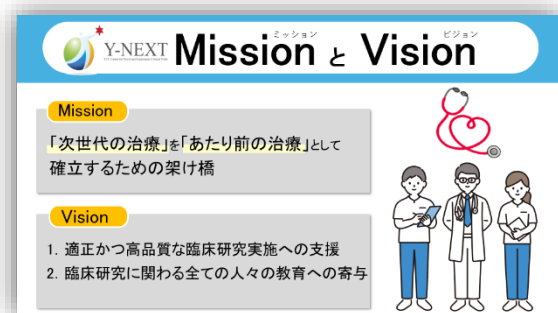 ミッション ビジョン
Y-NEXT Mission と Vision
Mission
「次世代の治療」を「あたり前の治療」として
確立するための架け橋
Vision
1. 適正かつ高品質な臨床研究実施への支援
2. 臨床研究に関わる全ての人々の教育への寄与